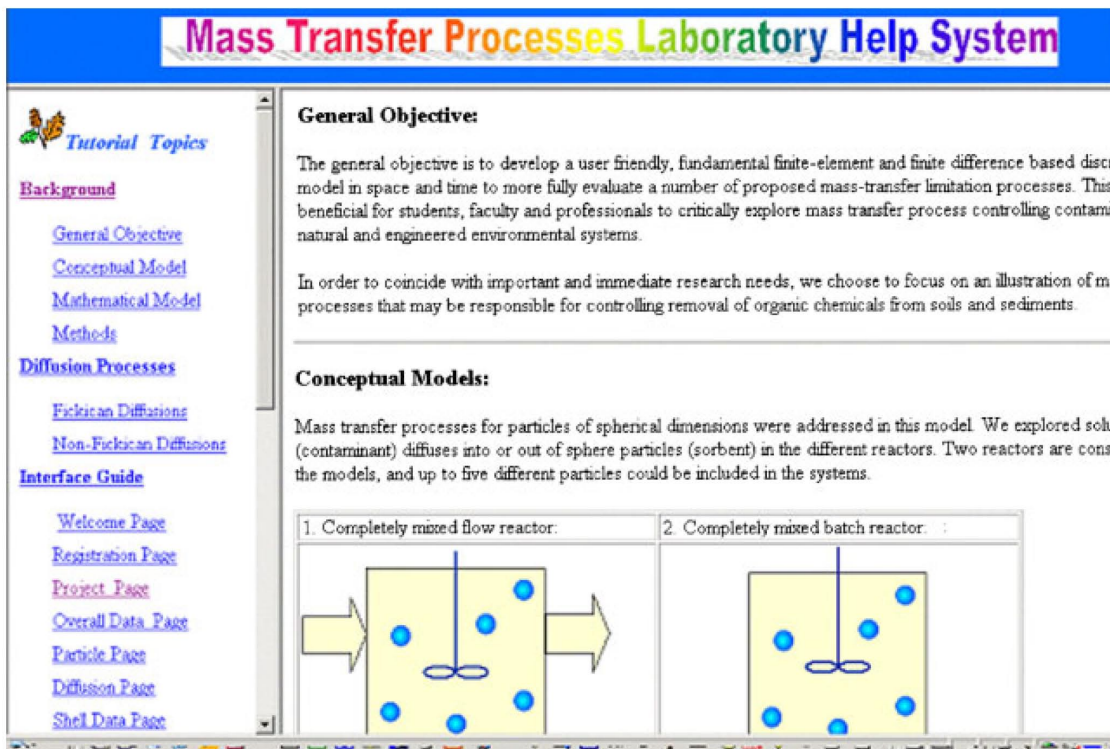 Mass Transfer Processes Laboratory Help System
Tutorial Topics
Background
General Objective
Conceptual Model
Mathematical Model
Methods
Diffusion Processes
Fickican Diffusions
Non-Fickican Diffusions
Interface Guide
Welcome Page
Registration Page
Project Page
Overall Data Page
Particle Page
Diffusion Page
Shell Data Page
General Objective:
The general objective is to develop a user friendly, fundamental finite-element and finite difference based
model in space and time to more fully evaluate a number of proposed mass-transfer limitation processes. This
beneficial for students, faculty and professionals to critically explore mass transfer process controlling
natural and engineered environmental systems.
In order to coincide with important and immediate research needs, we choose to focus on an illustration of
processes that may be responsible for controlling removal of organic chemicals from soils and sediments.
Conceptual Models:
Mass transfer processes for particles of spherical dimensions were addressed in this model. We explored
(contaminant) diffuses into or out of sphere particles (sorbent) in the different reactors. Two reactors are
the models, and up to five different particles could be included in the systems.
1. Completely mixed flow reactor:
2. Completely mixed batch reactor: :